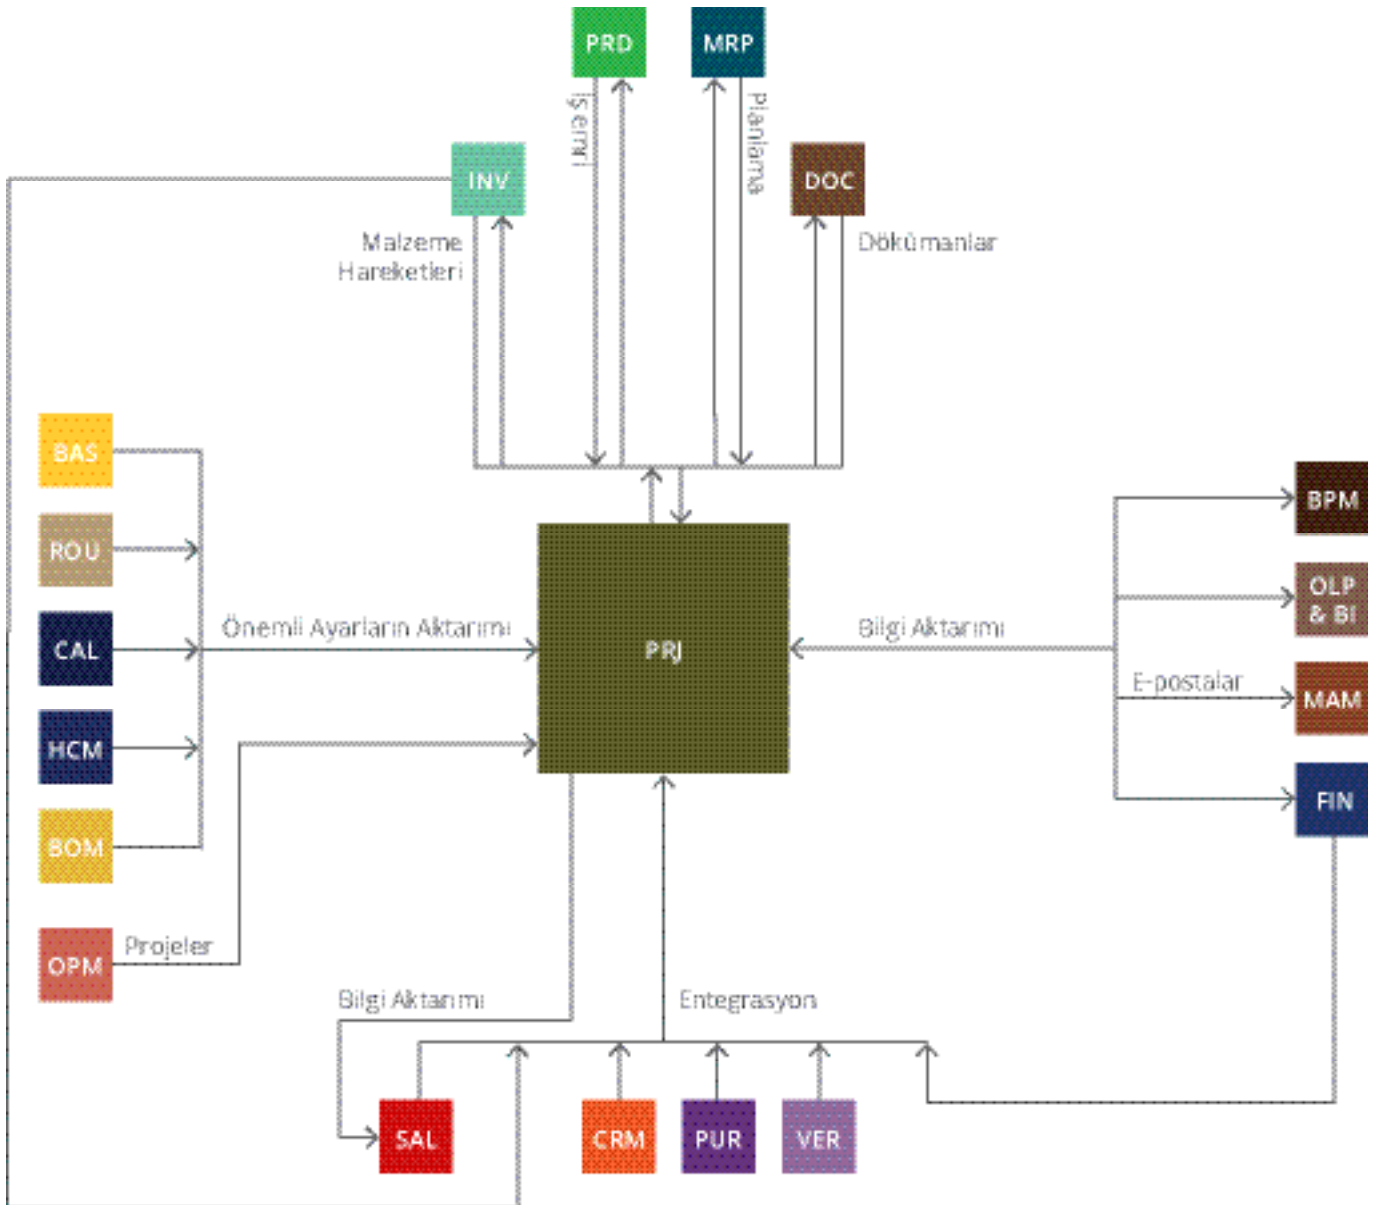 PRD
MRP
İşemri
Planlama
INV
DOC
Malzeme
Hareketleri
Dökümanlar
BAS
ROU
CAL
HCM
BOM
OPM
Önemli Ayarların Aktarımı
Projeler
PRJ
Bilgi Aktarımı
E-postalar
BPM
OLP
& BI
MAM
FIN
Bilgi Aktarımı
Entegrasyon
SAL
CRM
PUR
VER